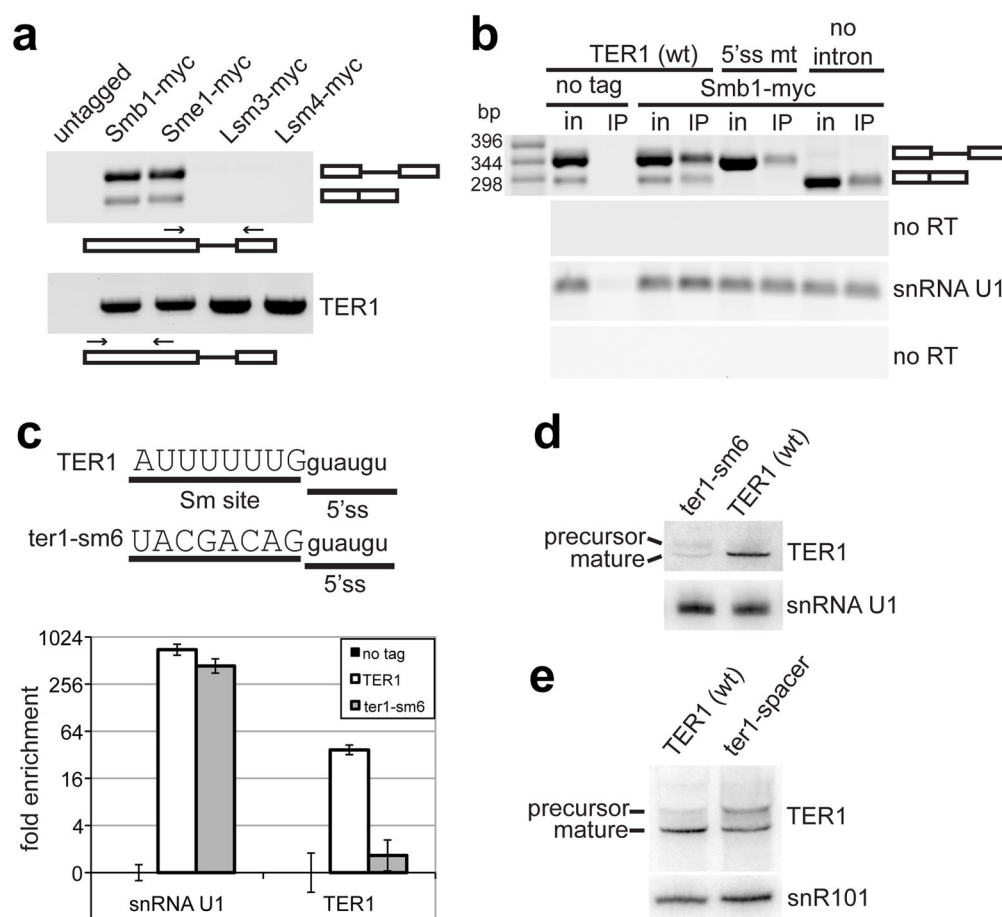 a
untagged
Smb1-myc
Sme1-myc
Lsm3-myc
Lsm4-myc
TER1
b
TER1 (wt) 5'ss mt no intron
no tag Smb1-myc
bp in IP in IP in IP in IP
396
344
298
no RT
snRNA U1
no RT
c
TER1 AUUUUUUGguaugu
Sm site 5'ss
ter1-sm6 UACGACAGguaugu
5'ss
fold enrichment
1024
256
64
16
4
0
no tag
TER1
ter1-sm6
snRNA U1 TER1
d
ter1-sm6
TER1 (wt)
precursor
mature
TER1
snRNA U1
e
TER1 (wt)
ter1-spacer
precursor
mature
TER1
snR101